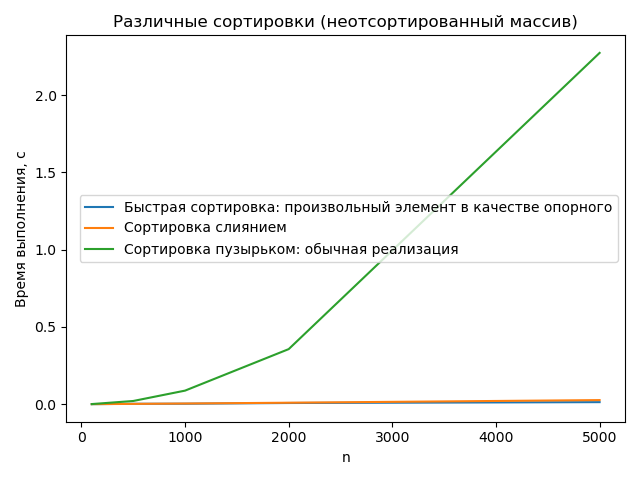 Различные сортировки (неотсортированный массив)
Время выполнения, с
2.0
1.5
1.0
0.5
0.0
Быстрая сортировка: произвольный элемент в качестве опорного
Сортировка слиянием
Сортировка пузырьком: обычная реализация
0 1000 2000 3000 4000 5000
n